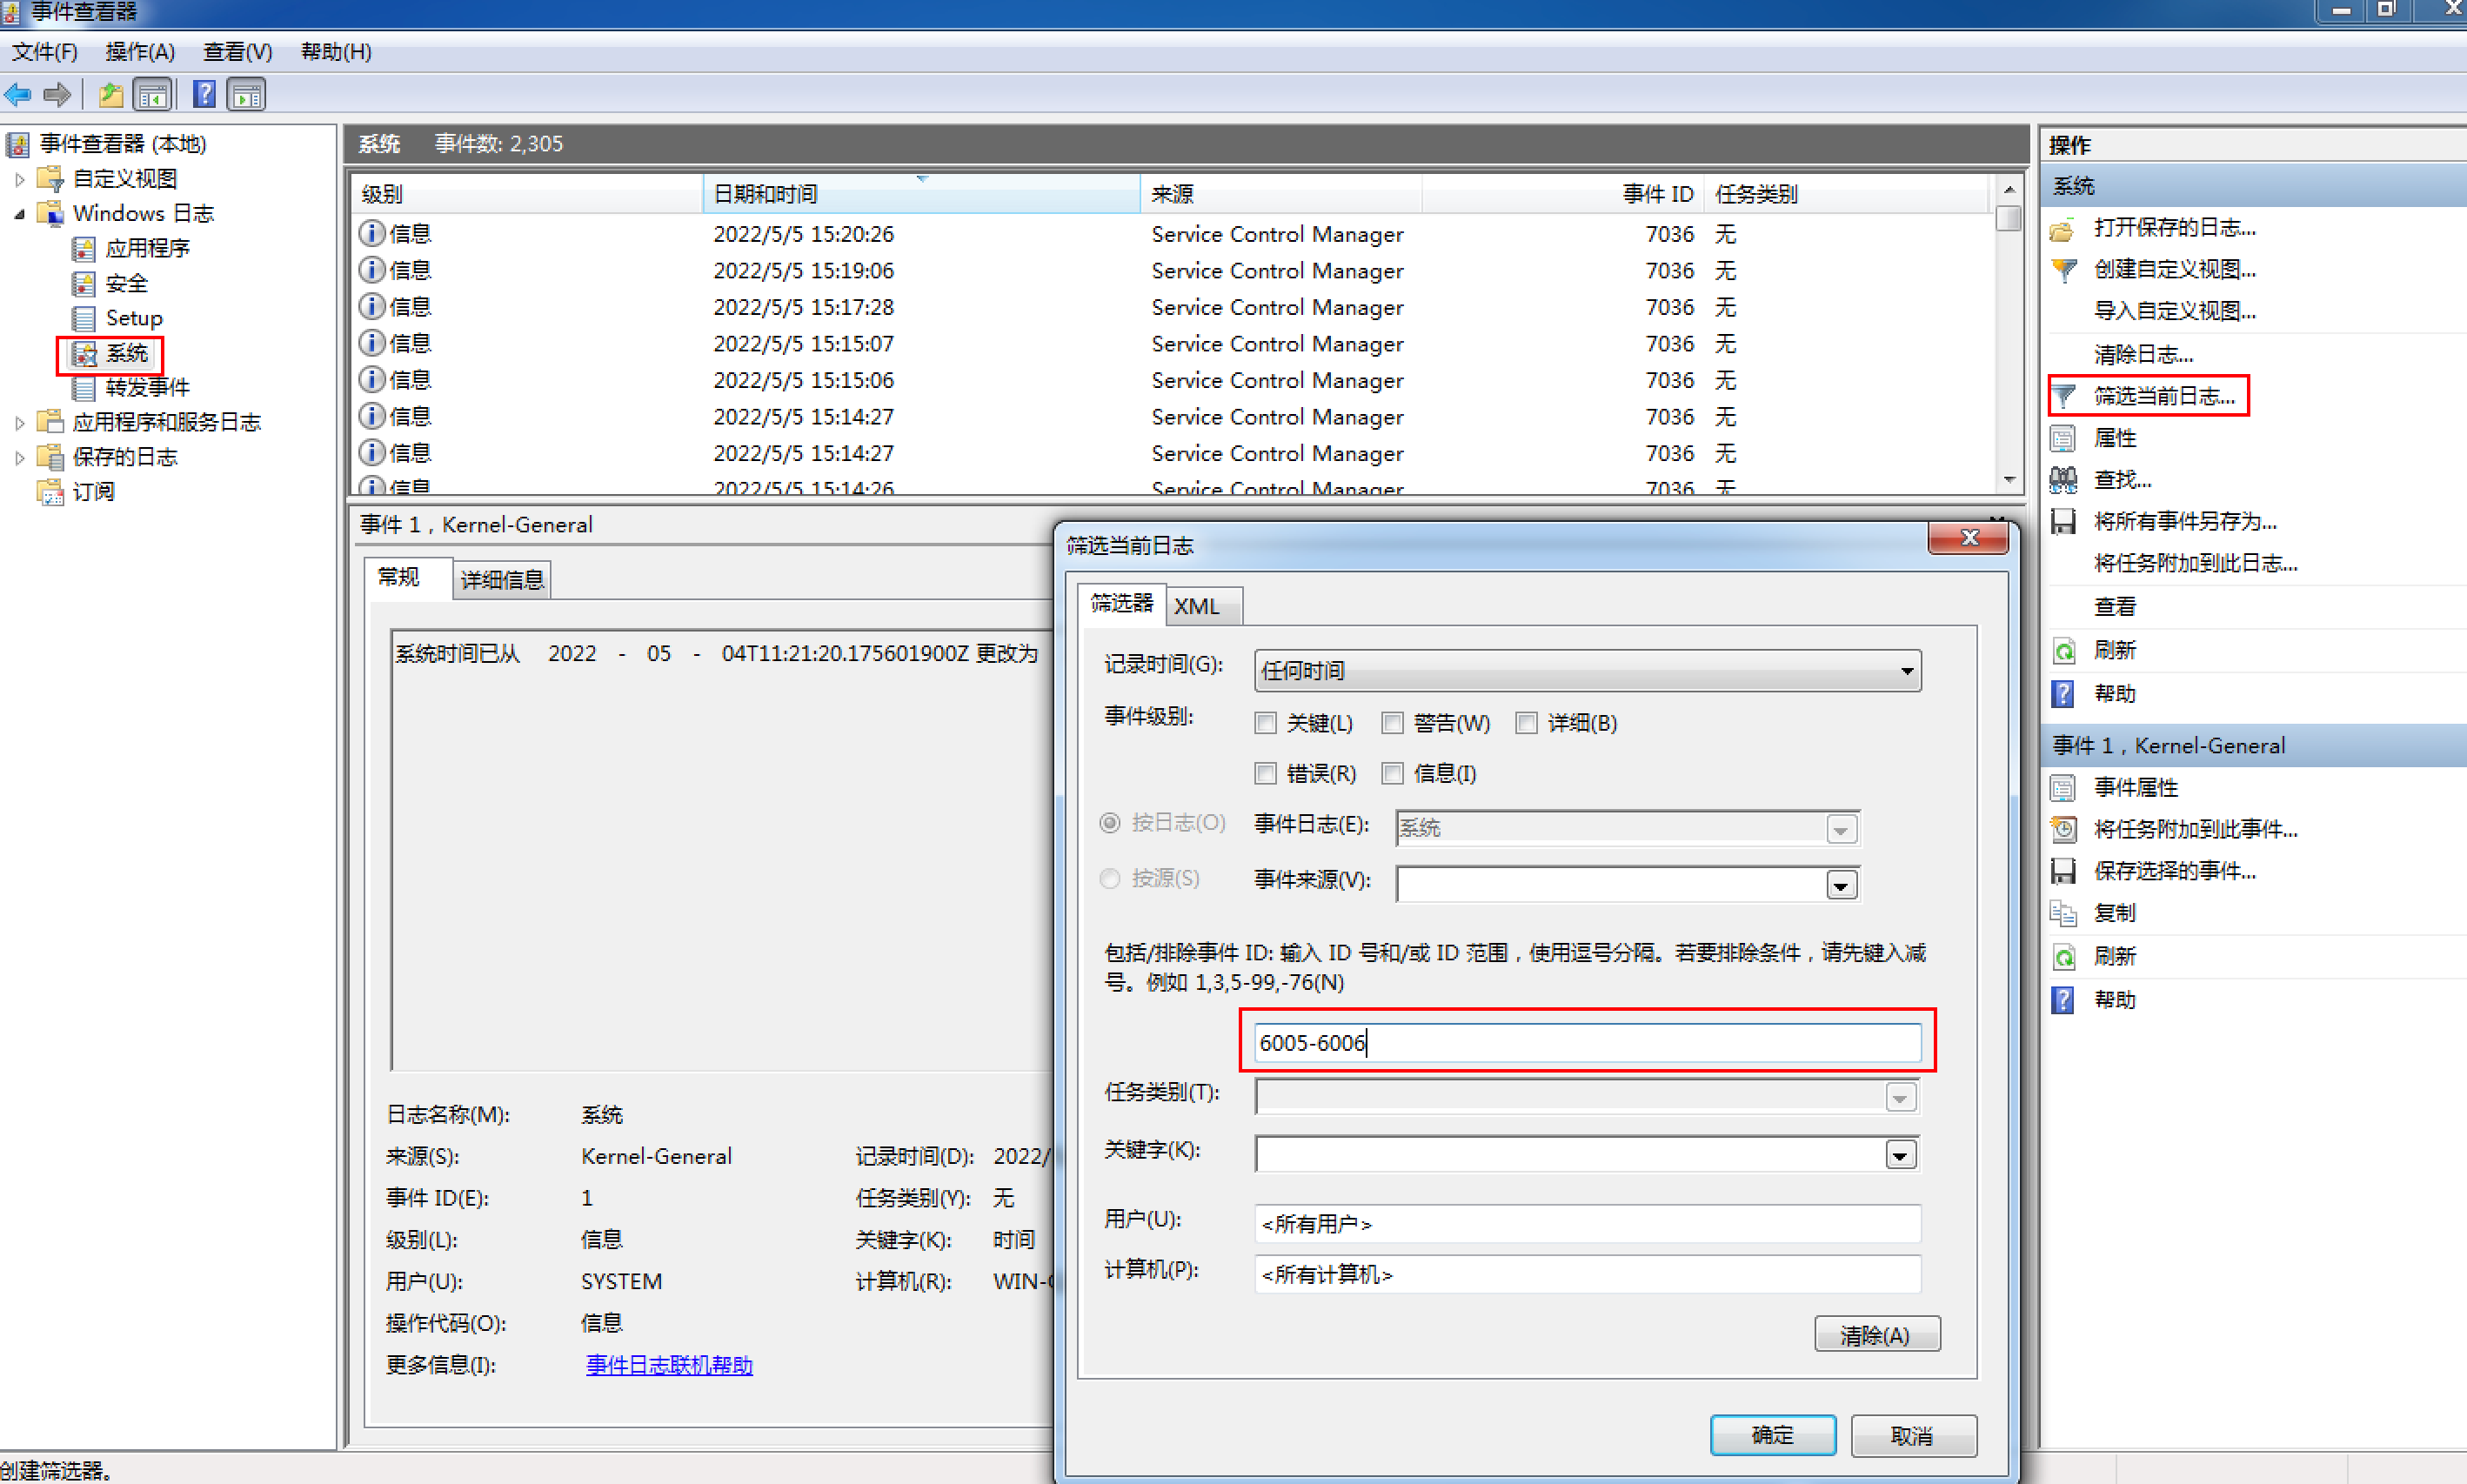 事件查看器
文件(F) 操作(A) 查看(V) 帮助(H)
事件查看器 (本地)
自定义视图
Windows 日志
应用程序
安全
Setup
系统
转发事件
应用程序和服务日志
保存的日志
订阅
系统 事件数: 2,305
级别 日期和时间 来源 事件 ID 任务类别
信息 2022/5/5 15:20:26 Service Control Manager 7036 无
信息 2022/5/5 15:19:06 Service Control Manager 7036 无
信息 2022/5/5 15:17:28 Service Control Manager 7036 无
信息 2022/5/5 15:15:07 Service Control Manager 7036 无
信息 2022/5/5 15:15:06 Service Control Manager 7036 无
信息 2022/5/5 15:14:27 Service Control Manager 7036 无
信息 2022/5/5 15:14:27 Service Control Manager 7036 无
信息 2022/5/5 15:14:26 Service Control Manager 7036 无
事件 1，Kernel-General
常规 详细信息
系统时间已从 2022 - 05 - 04T11:21:20.175601900Z 更改为
日志名称(M): 系统
来源(S): Kernel-General 记录时间(D): 2022/
事件 ID(E): 1 任务类别(Y): 无
级别(L): 信息 关键字(K): 时间
用户(U): SYSTEM 计算机(R): WIN-
操作代码(O): 信息
更多信息(I): 事件日志联机帮助
筛选当前日志
筛选器 XML
记录时间(G): 任何时间
事件级别: 关键(L) 警告(W) 详细(B)
错误(R) 信息(I)
按日志(O) 事件日志(E): 系统
按源(S) 事件来源(V):
包括/排除事件 ID: 输入 ID 号和/或 ID 范围，使用逗号分隔。若要排除条件，请先键入减
号。例如 1,3,5-99,-76(N)
6005-6006
任务类别(T):
关键字(K):
用户(U): <所有用户>
计算机(P): <所有计算机>
清除(A)
确定 取消
操作
系统
打开保存的日志...
创建自定义视图...
导入自定义视图...
清除日志...
筛选当前日志...
属性
查找...
将所有事件另存为...
将任务附加到此日志...
查看
刷新
帮助
事件 1，Kernel-General
事件属性
将任务附加到此事件...
保存选择的事件...
复制
刷新
帮助
创建筛选器。